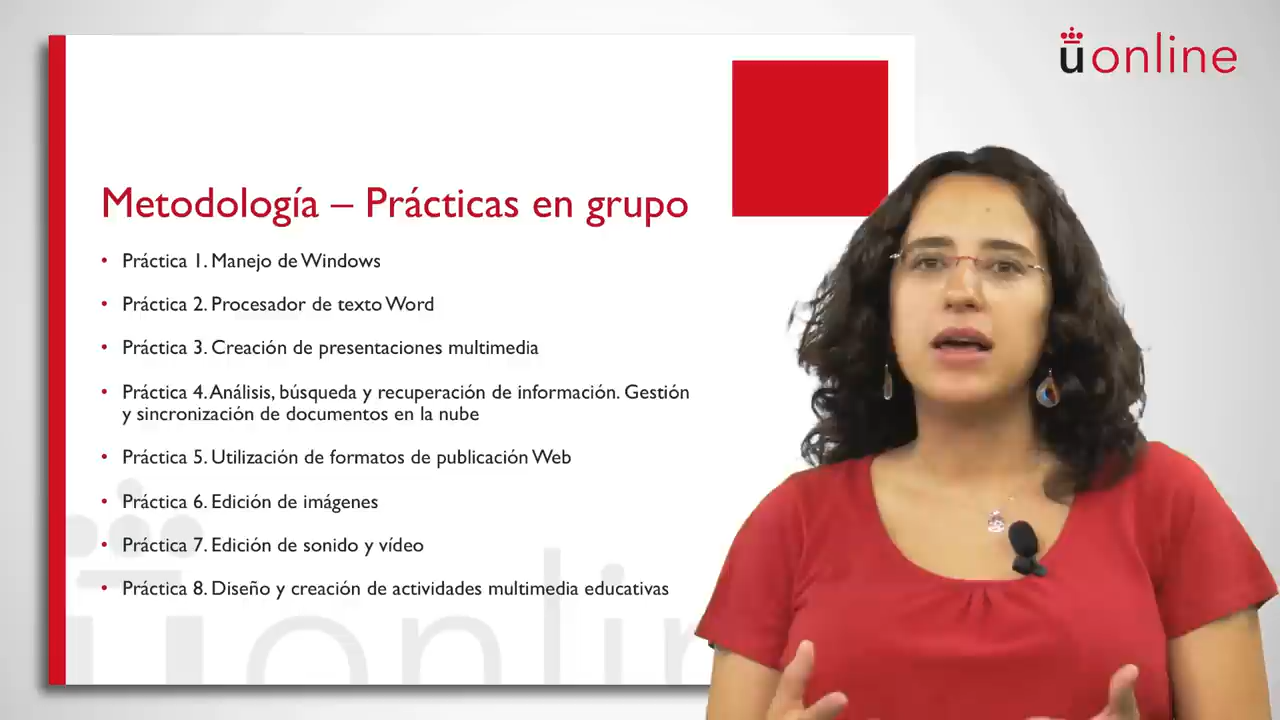 uonline
Metodología – Prácticas en grupo
• Práctica 1. Manejo de Windows
• Práctica 2. Procesador de texto Word
• Práctica 3. Creación de presentaciones multimedia
• Práctica 4. Análisis, búsqueda y recuperación de información. Gestión
y sincronización de documentos en la nube
• Práctica 5. Utilización de formatos de publicación Web
• Práctica 6. Edición de imágenes
• Práctica 7. Edición de sonido y vídeo
• Práctica 8. Diseño y creación de actividades multimedia educativas
uonlin